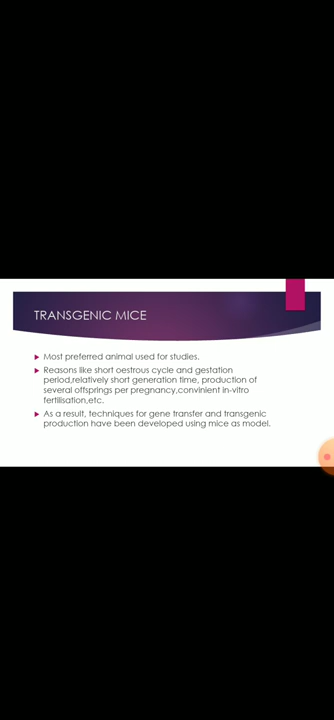 TRANSGENIC MICE
Most preferred animal used for studies.
Reasons like short oestrous cycle and gestation
period,relatively short generation time, production of
several offsprings per pregnancy,convinient in-vitro
fertilisation,etc.
As a result, techniques for gene transfer and transgenic
production have been developed using mice as model.